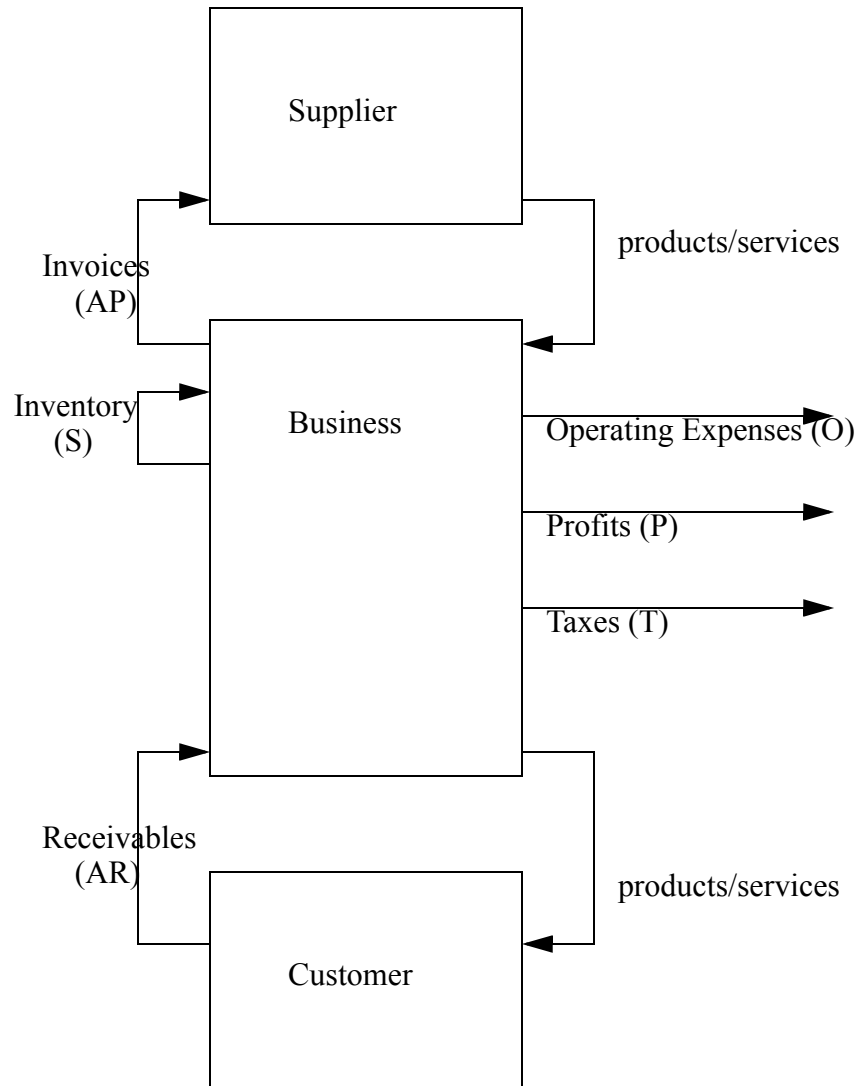 Supplier
products/services
Invoices
(AP)
Inventory
(S)
Business
Operating Expenses (O)
Profits (P)
Taxes (T)
Receivables
(AR)
products/services
Customer